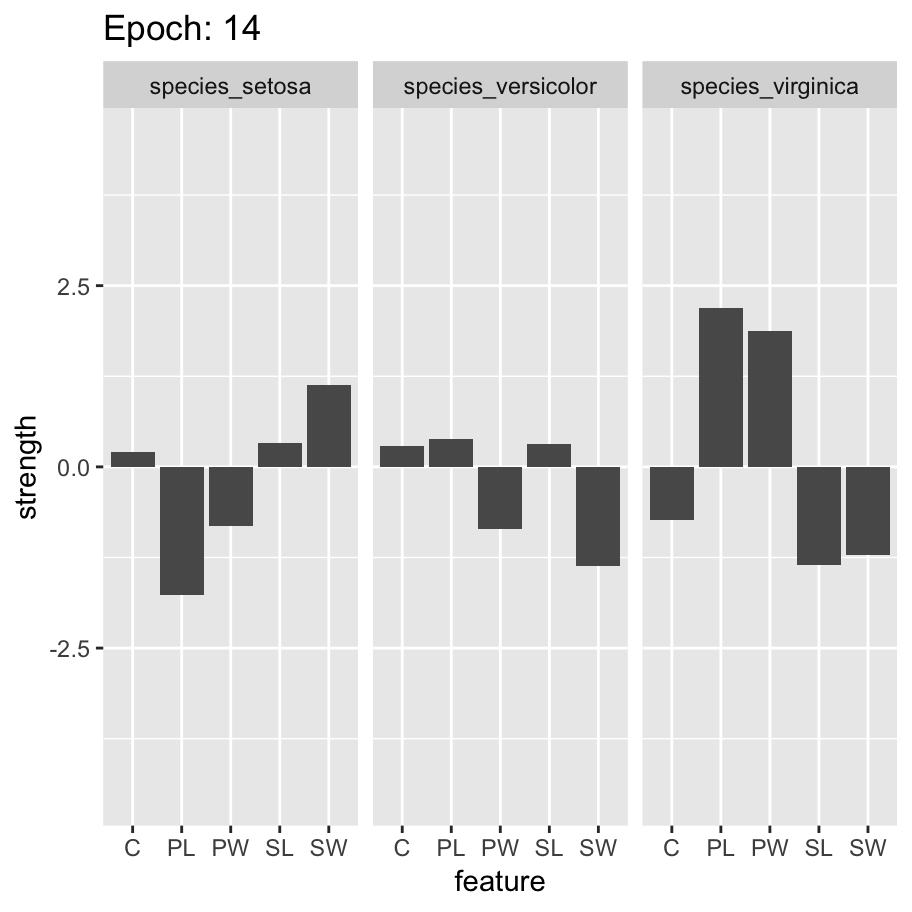 Epoch: 14
species_setosa species_versicolor species_virginica
2.5
0.0
-2.5
strength
C PL PW SL SW C PL PW SL SW C PL PW SL SW
feature